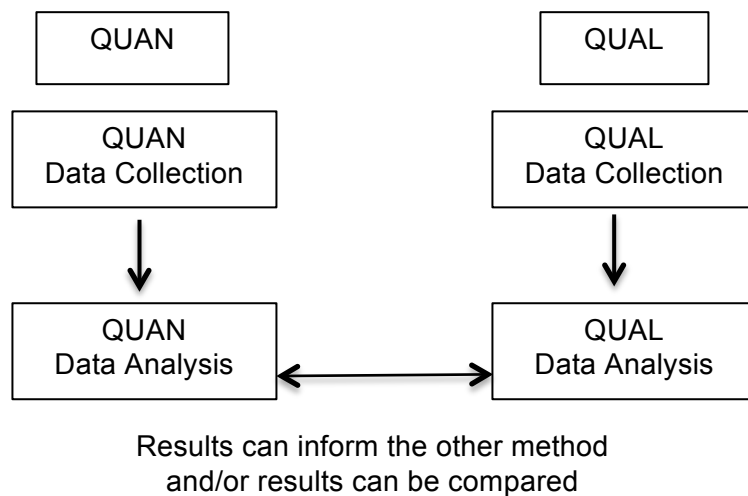 QUAN
QUAL
QUAN
Data Collection
QUAL
Data Collection
QUAN
Data Analysis
QUAL
Data Analysis
Results can inform the other method
and/or results can be compared